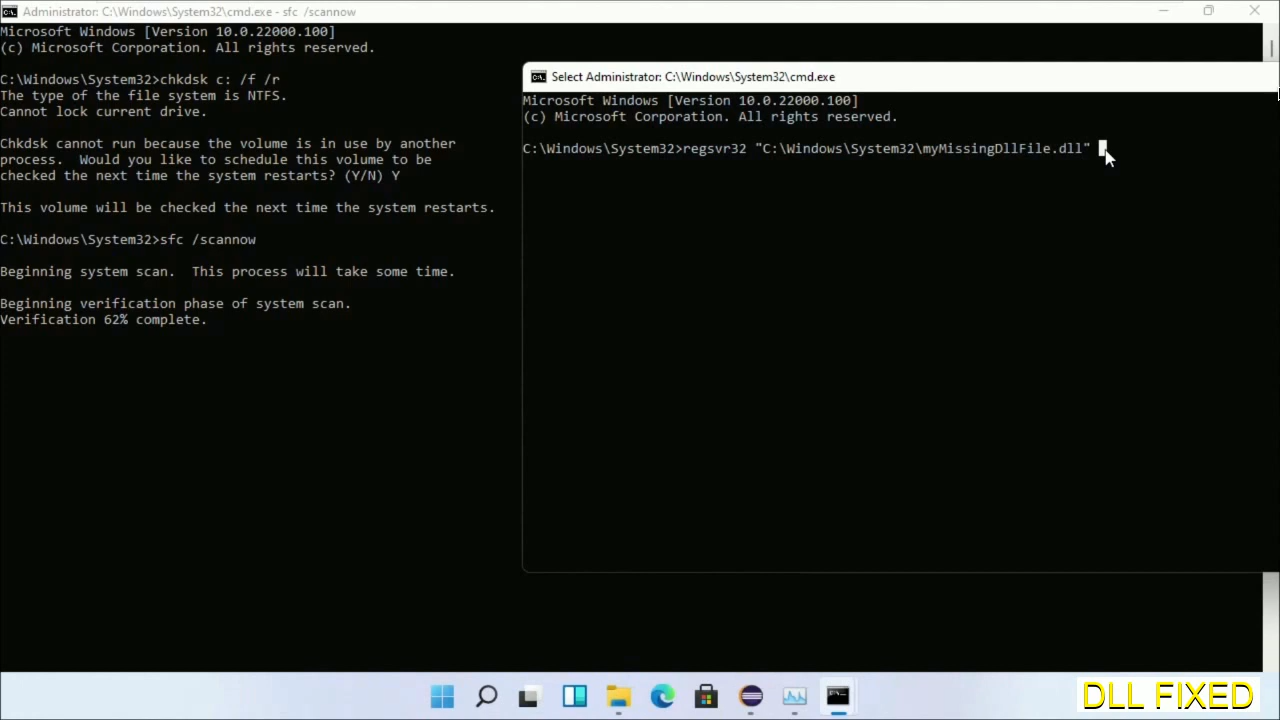 Administrator: C:\Windows\System32\cmd.exe - sfc /scannow
Microsoft Windows [Version 10.0.22000.100]
(c) Microsoft Corporation. All rights reserved.
C:\Windows\System32>chkdsk c: /f /r
The type of the file system is NTFS.
Cannot lock current drive.
Chkdsk cannot run because the volume is in use by another
process.  Would you like to schedule this volume to be
checked the next time the system restarts? (Y/N) Y
This volume will be checked the next time the system restarts.
C:\Windows\System32>sfc /scannow
Beginning system scan.  This process will take some time.
Beginning verification phase of system scan.
Verification 62% complete.
Select Administrator: C:\Windows\System32\cmd.exe
Microsoft Windows [Version 10.0.22000.100]
(c) Microsoft Corporation. All rights reserved.
C:\Windows\System32>regsvr32 "C:\Windows\System32\myMissingDllFile.dll"
DLL FIXED